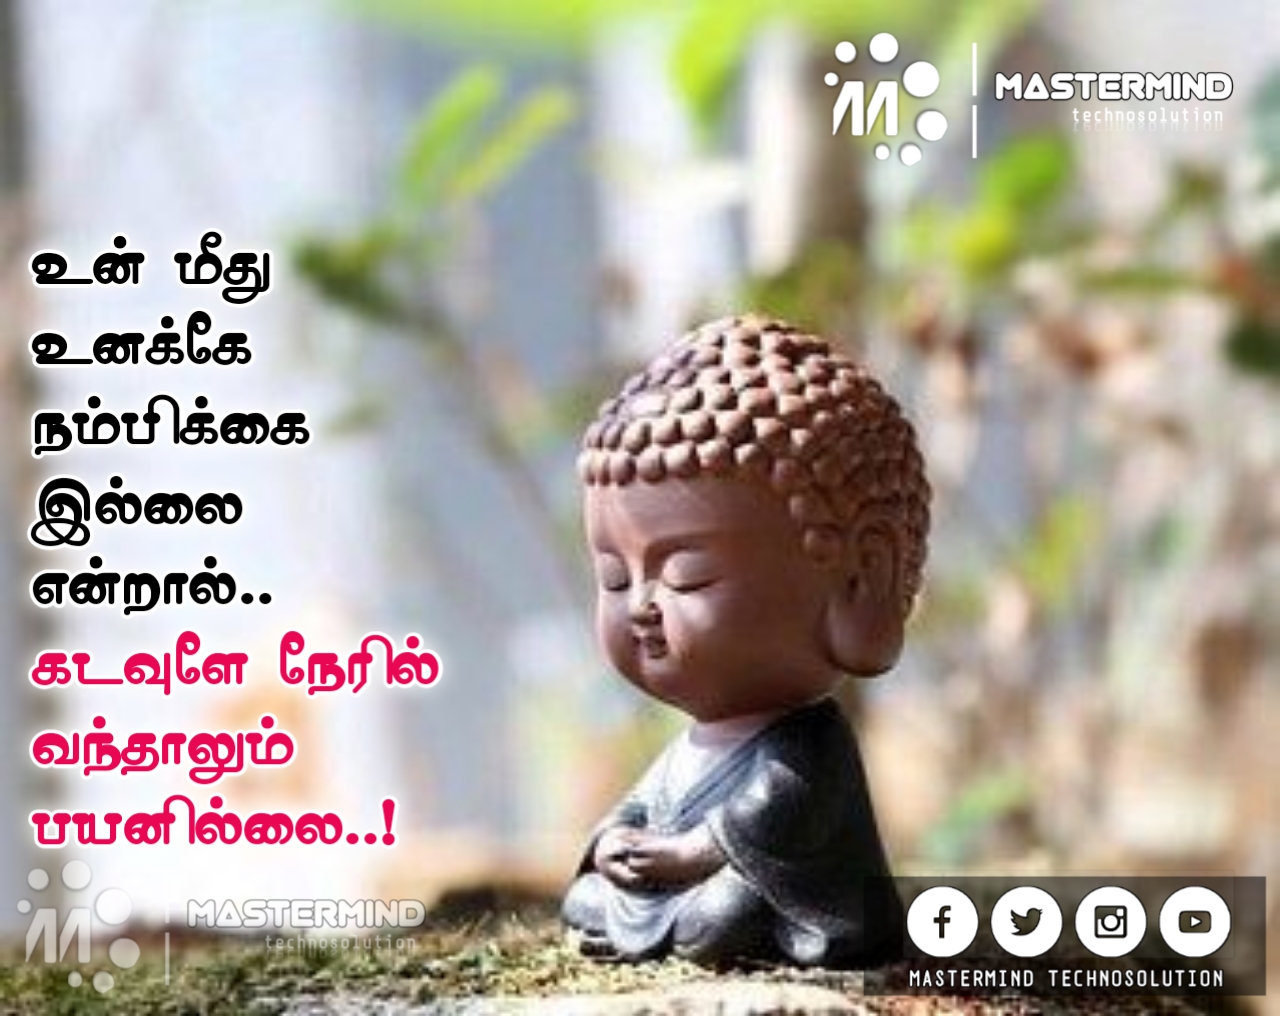 MASTERMIND
technosolution
உன் மீது
உனக்கே
நம்பிக்கை
இல்லை
என்றால்..
கடவுளே நேரில்
வந்தாலும்
பயனில்லை..!
MASTERMIND
technosolution
MASTERMIND TECHNOSOLUTION